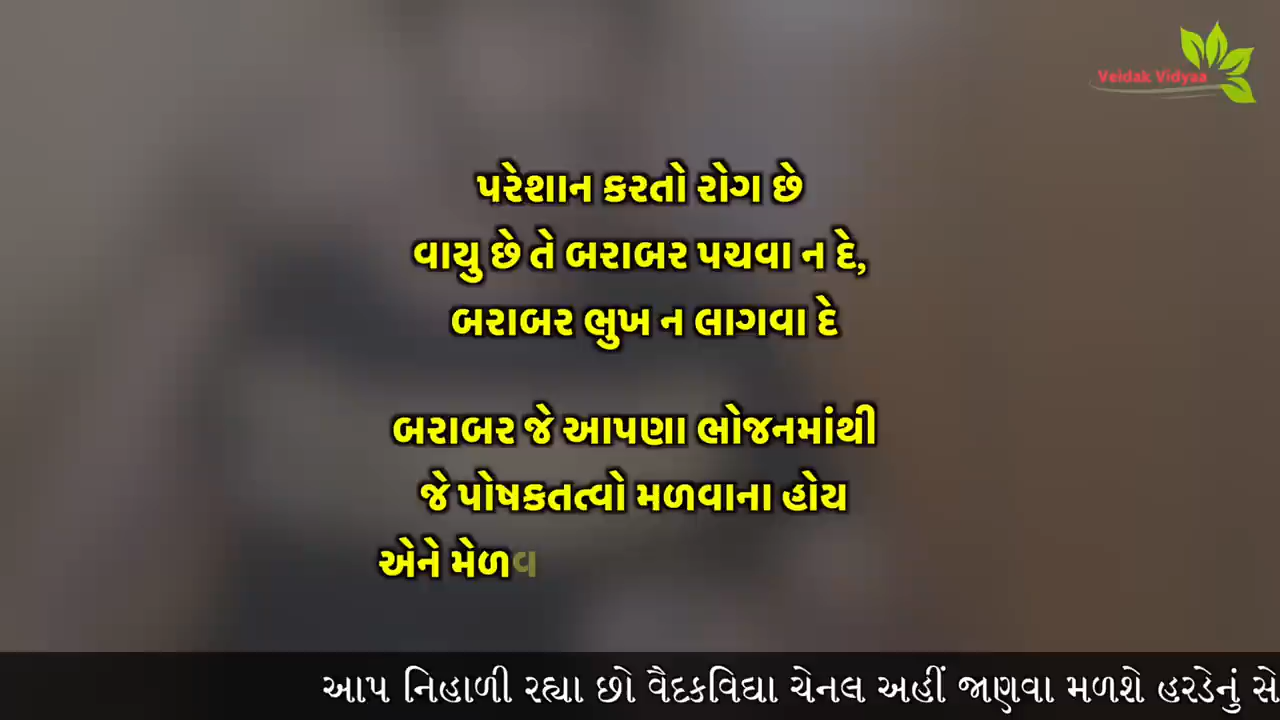 Veidak Vidyaa
પરેશાન કરતો રોગ છે
વાયુ છે તે બરાબર પચવા ન દે,
બરાબર ભુખ ન લાગવા દે
બરાબર જે આપણા ભોજનમાંથી
જે પોષકતત્વો મળવાના હોય
એને મેળવ
આપ નિહાળી રહ્યા છો વૈદકવિદ્યા ચેનલ અહીં જાણવા મળશે હરડેનું સે